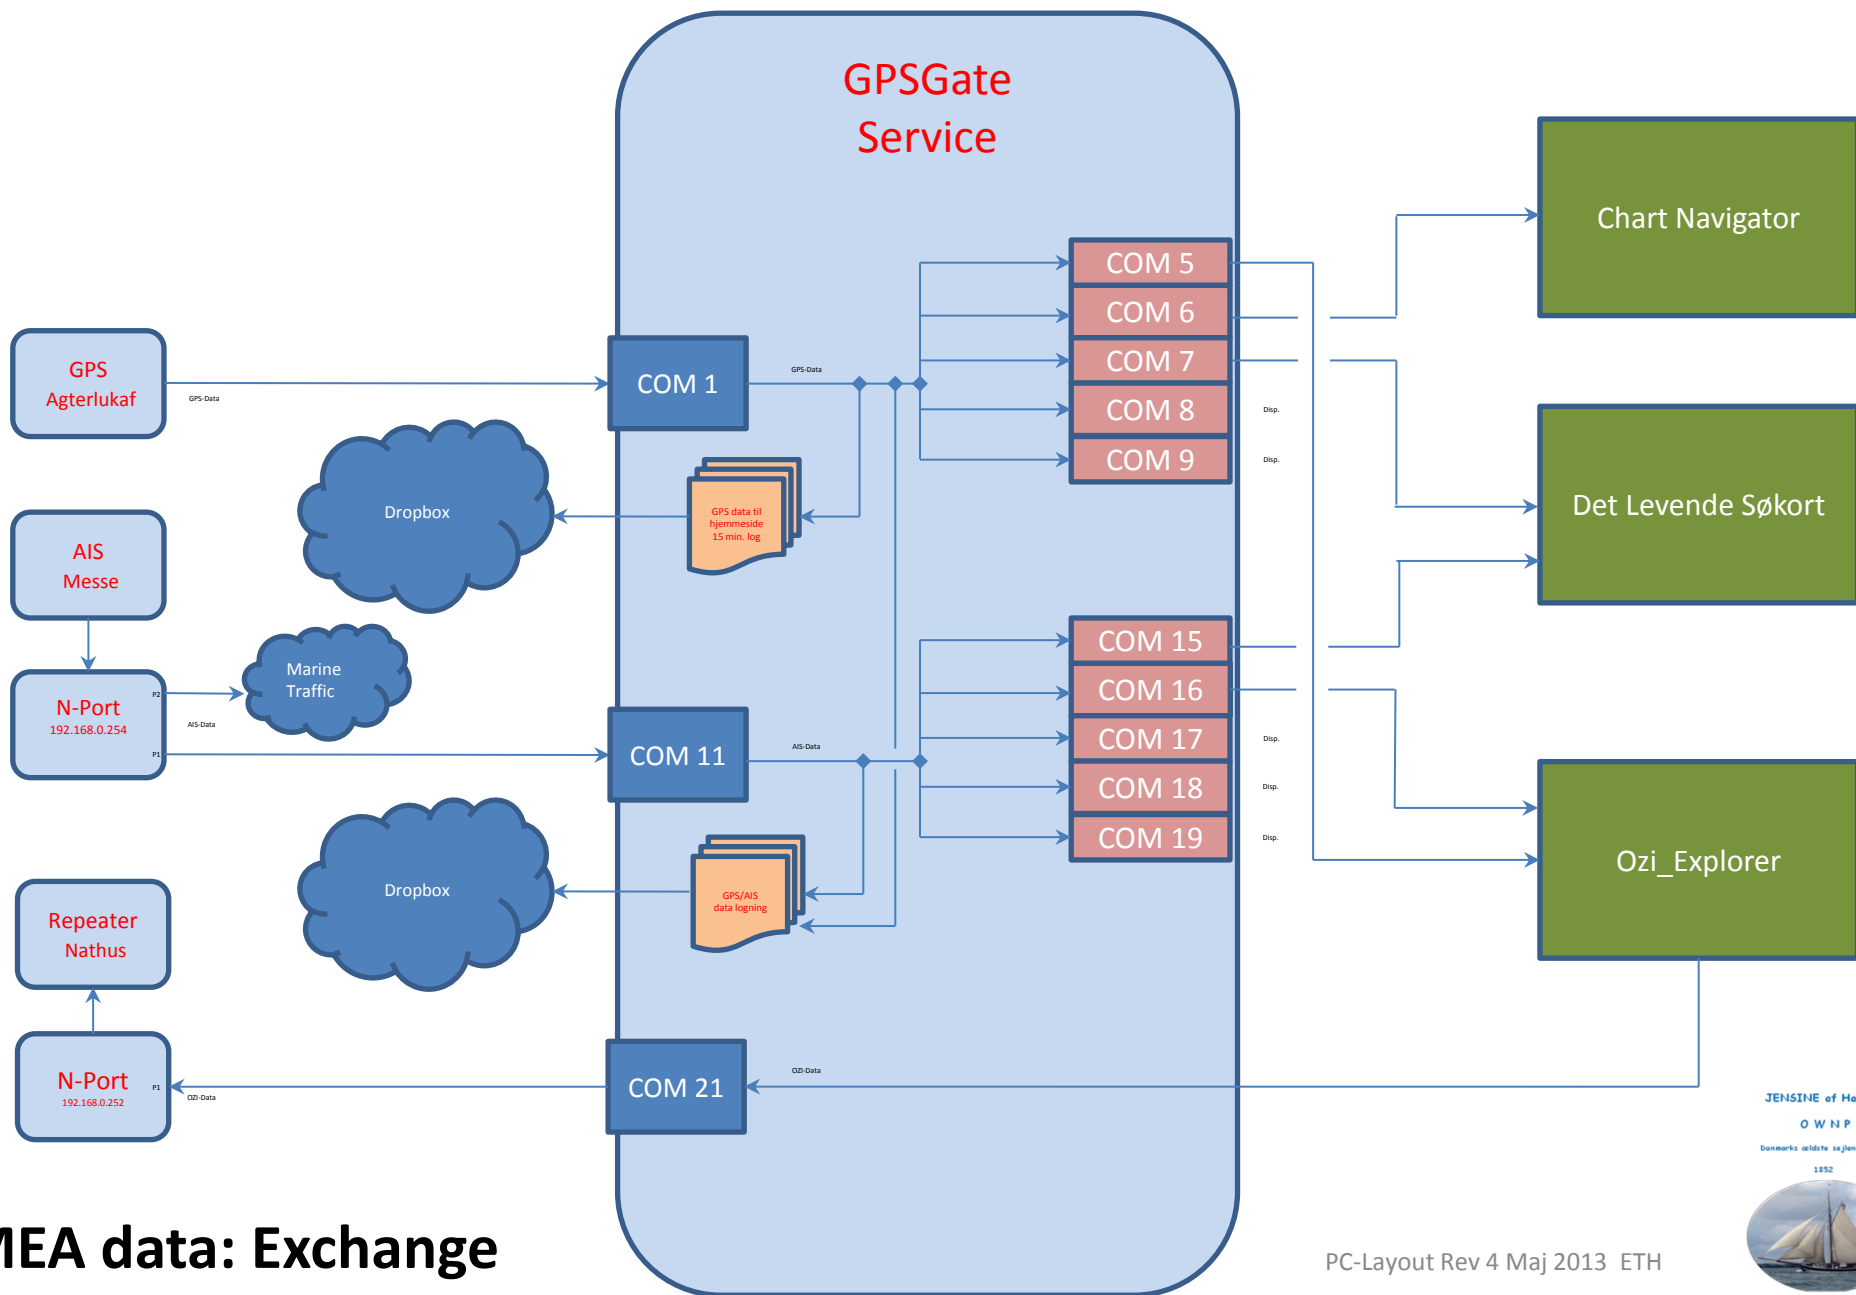 GPSGate
Service
Chart Navigator
COM 5
COM 6
COM 7
COM 8
COM 9
Disp.
Disp.
GPS
Agterlukaf
GPS-Data
COM 1
GPS-Data
Dropbox
GPS data til
hjemmeside
15 min. log
Det Levende Søkort
AIS
Messe
Marine
Traffic
N-Port
192.168.0.254
P2
P1
AIS-Data
COM 11
AIS-Data
COM 15
COM 16
COM 17
COM 18
COM 19
Disp.
Disp.
Disp.
Dropbox
GPS/AIS
data logning
Ozi_Explorer
Repeater
Nathus
N-Port
192.168.0.252
P1
OZI-Data
COM 21
OZI-Data
JENSINE af Ha
O W N P
Danmarks ældste sejlen
1852
MEA data: Exchange
PC-Layout Rev 4 Maj 2013 ETH